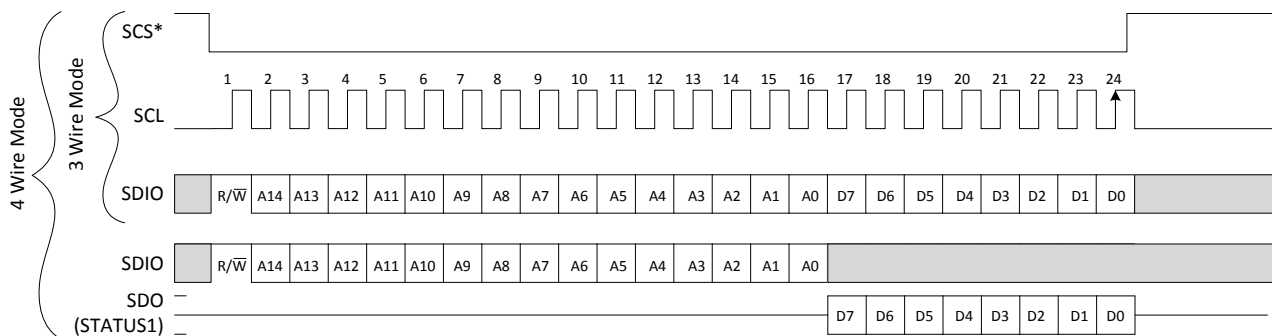 4 Wire Mode
3 Wire Mode
SCS*
1 2 3 4 5 6 7 8 9 10 11 12 13 14 15 16 17 18 19 20 21 22 23 24
SCL
SDIO R/W̅ A14 A13 A12 A11 A10 A9 A8 A7 A6 A5 A4 A3 A2 A1 A0 D7 D6 D5 D4 D3 D2 D1 D0
SDIO R/W̅ A14 A13 A12 A11 A10 A9 A8 A7 A6 A5 A4 A3 A2 A1 A0
SDO
(STATUS1) D7 D6 D5 D4 D3 D2 D1 D0